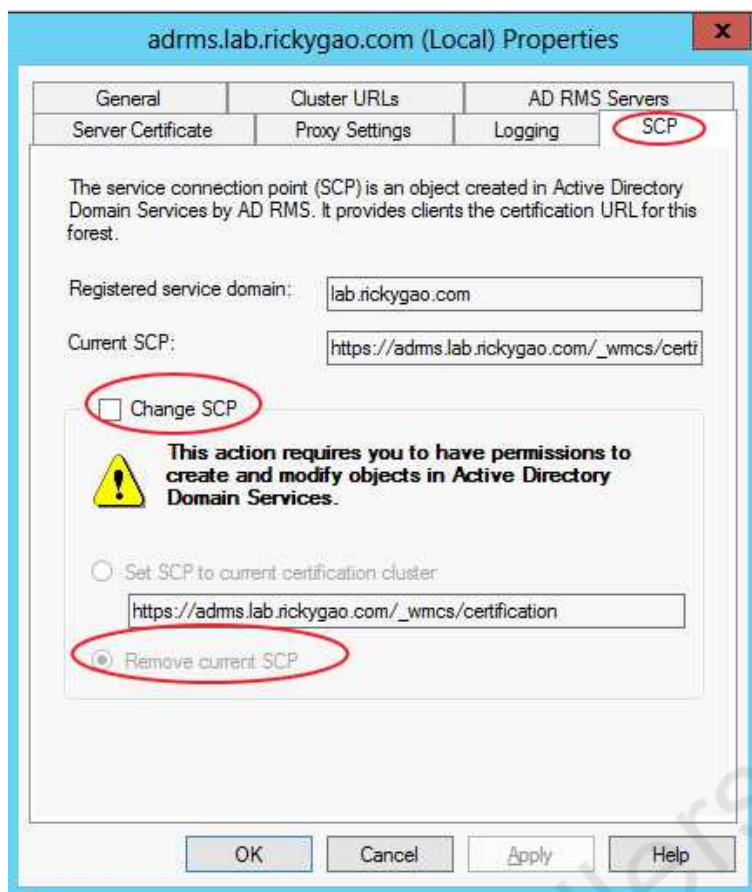 adrms.lab.rickygao.com (Local) Properties
x
General
Cluster URLs
AD RMS Servers
Server Certificate
Proxy Settings
Logging
SCP
The service connection point (SCP) is an object created in Active Directory
Domain Services by AD RMS. It provides clients the certification URL for this
forest.
Registered service domain:
lab.rickygao.com
Current SCP:
https://adrms.lab.rickygao.com/_wmcs/certi
Change SCP
This action requires you to have permissions to
create and modify objects in Active Directory
Domain Services.
Set SCP to current certification cluster
https://adrms.lab.rickygao.com/_wmcs/certification
Remove current SCP
OK
Cancel
Apply
Help